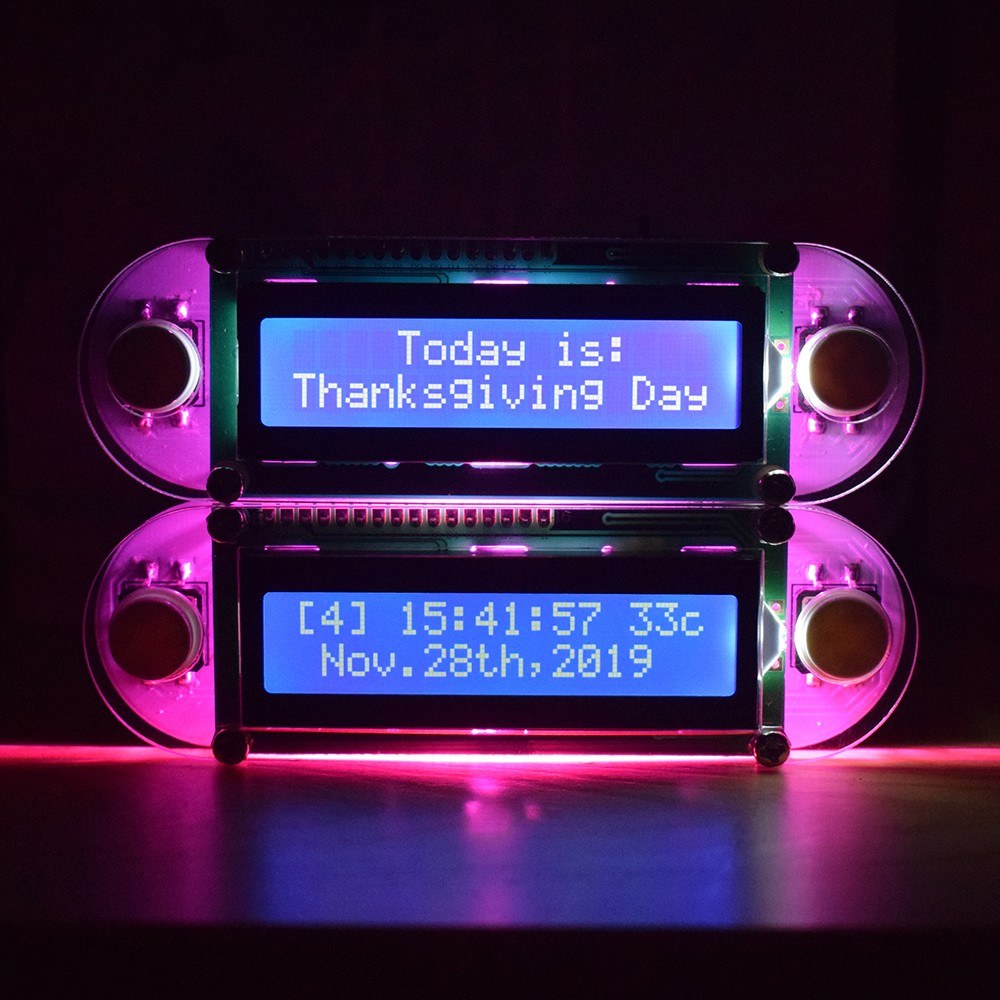 Today is:
Thanksgiving Day
[4] 15:41:57 33c
Nov.28th,2019